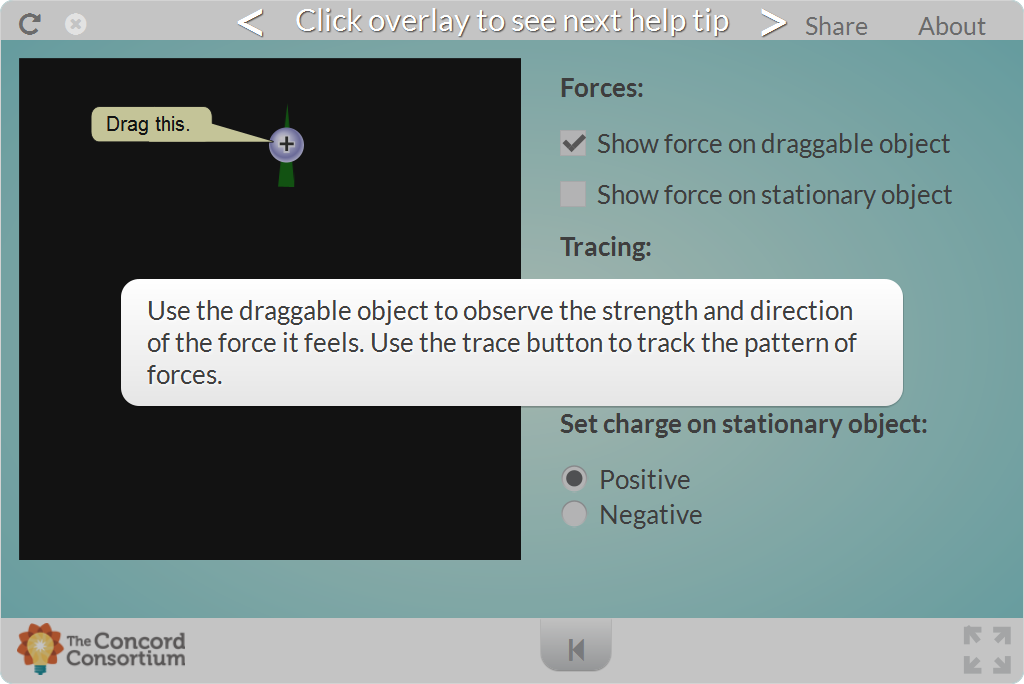 Click overlay to see next help tip
Share
About
Drag this.
+
Forces:
Show force on draggable object
Show force on stationary object
Tracing:
Use the draggable object to observe the strength and direction
of the force it feels. Use the trace button to track the pattern of
forces.
Set charge on stationary object:
Positive
Negative
The Concord
Consortium